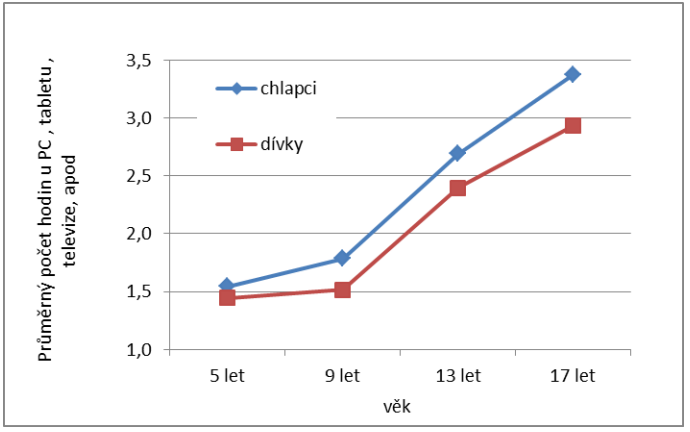 Průměrný počet hodin u PC , tabletu ,
televize, apod
3,5
3,0
2,5
2,0
1,5
1,0
chlapci
dívky
5 let
9 let
13 let
17 let
věk